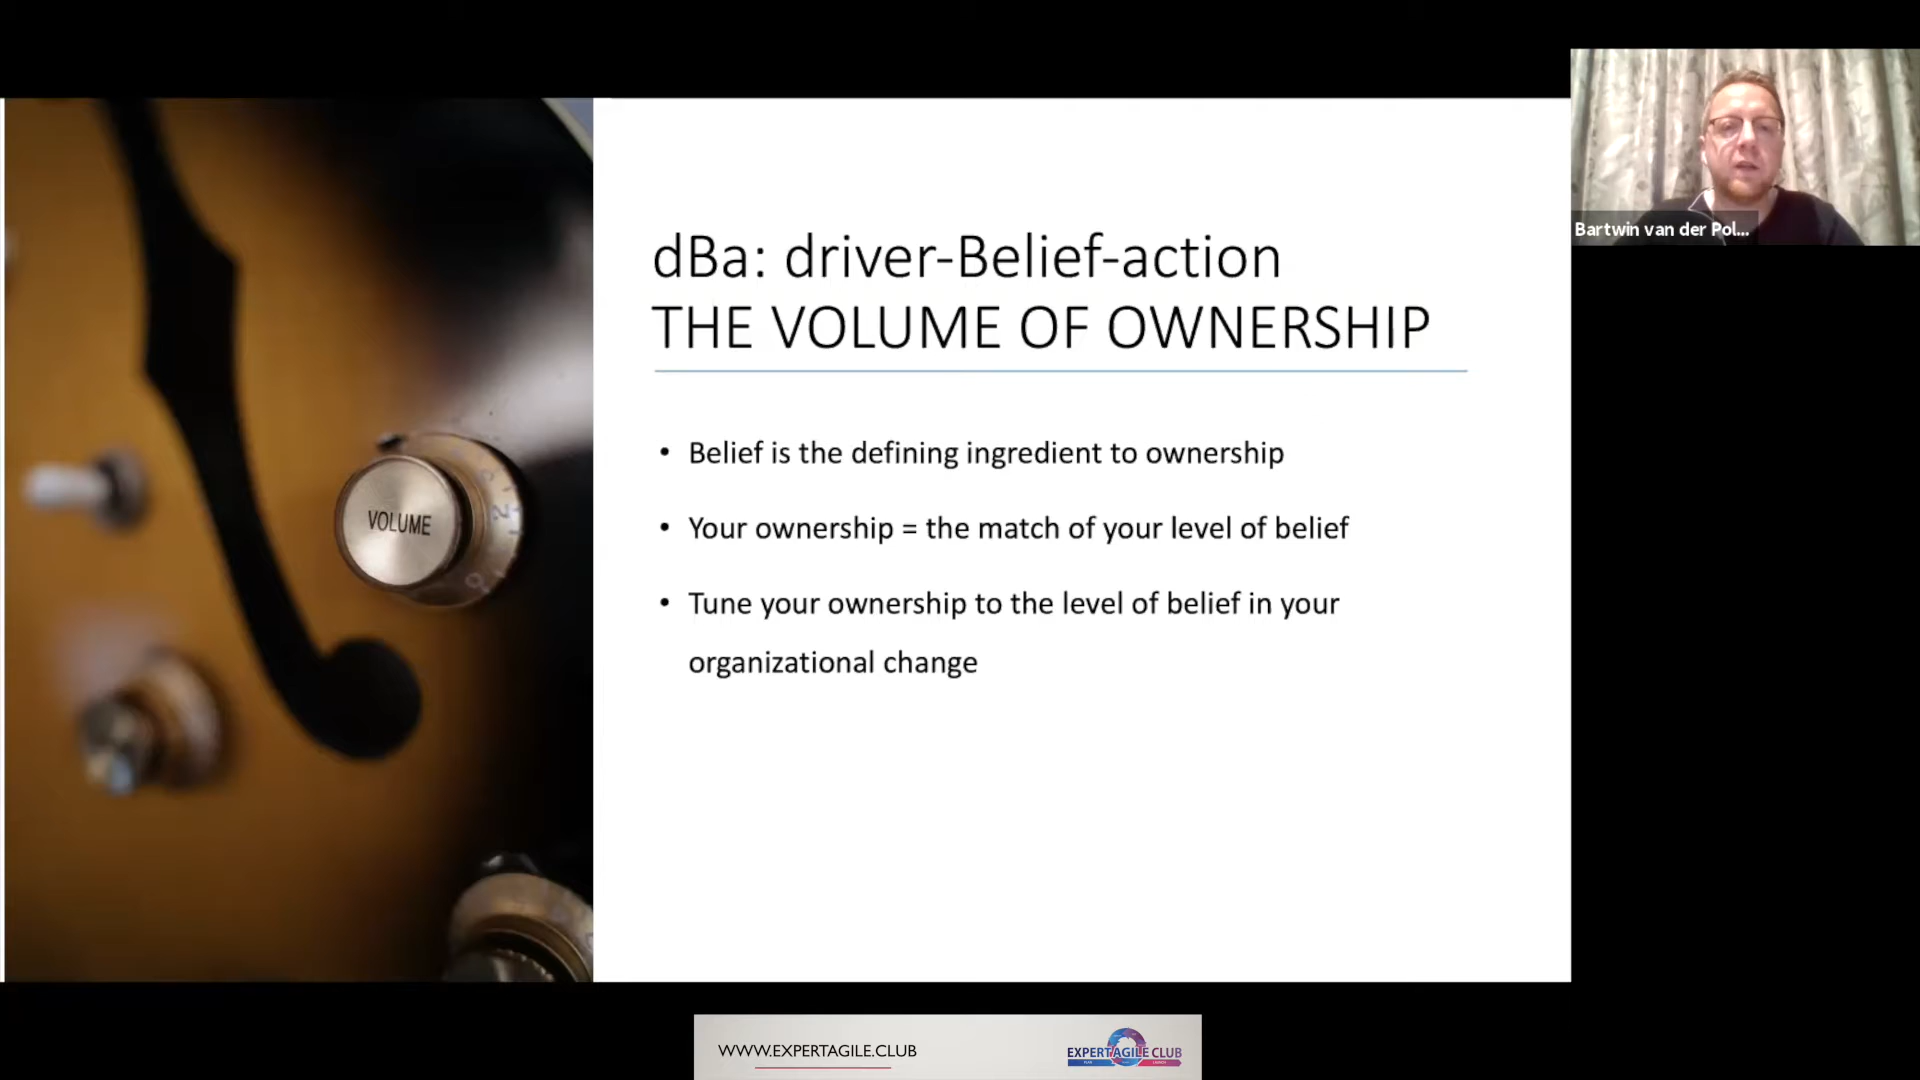 dBa: driver-Belief-action
THE VOLUME OF OWNERSHIP
• Belief is the defining ingredient to ownership
• Your ownership = the match of your level of belief
• Tune your ownership to the level of belief in your
organizational change
VOLUME
Bartwin van der Pol...
WWW.EXPERTAGILE.CLUB
EXPERTAGILE CLUB